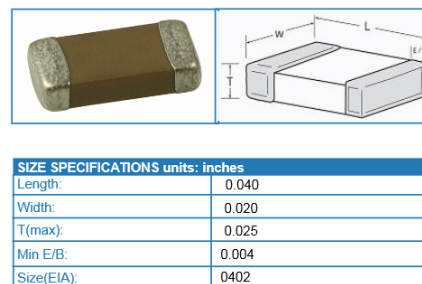 W
L
E/
T
SIZE SPECIFICATIONS units: inches
Length: 0.040
Width: 0.020
T(max): 0.025
Min E/B: 0.004
Size(EIA): 0402